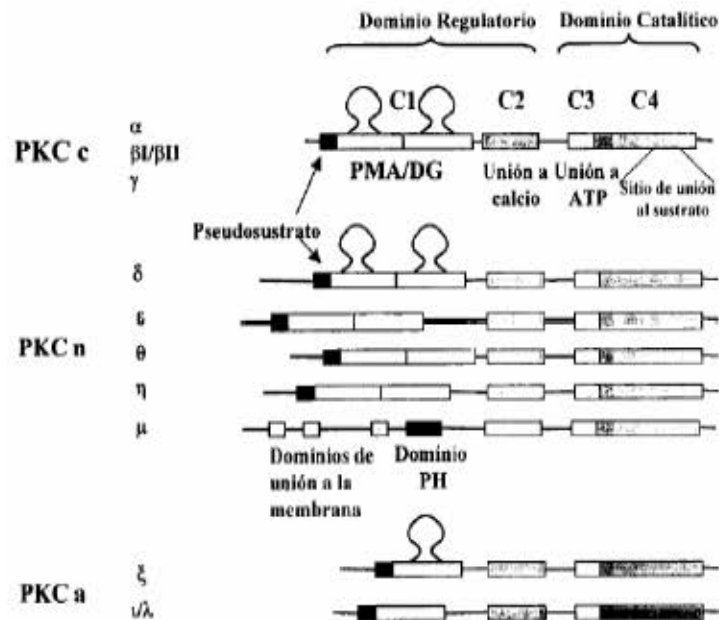 Dominio Regulatorio Dominio Catalítico
C1 C2 C3 C4
PKC c
α
βI/βII
γ
PMA/DG
Unión a
calcio
Unión a
ATP
Sitio de unión
al sustrato
Pseudosustrato
PKC n
δ
ε
θ
η
μ
Dominios de
unión a la
membrana
Dominio
PH
PKC a
ξ
ι/λ